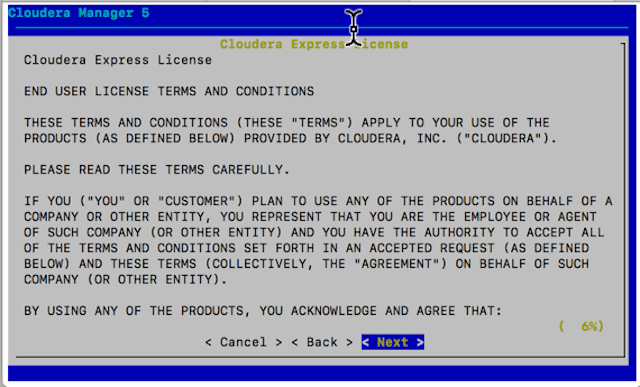 Cloudera Manager 5
Cloudera Express License
Cloudera Express License
END USER LICENSE TERMS AND CONDITIONS
THESE TERMS AND CONDITIONS (THESE "TERMS") APPLY TO YOUR USE OF THE
PRODUCTS (AS DEFINED BELOW) PROVIDED BY CLOUDERA, INC. ("CLOUDERA").
PLEASE READ THESE TERMS CAREFULLY.
IF YOU ("YOU" OR "CUSTOMER") PLAN TO USE ANY OF THE PRODUCTS ON BEHALF OF A
COMPANY OR OTHER ENTITY, YOU REPRESENT THAT YOU ARE THE EMPLOYEE OR AGENT
OF SUCH COMPANY (OR OTHER ENTITY) AND YOU HAVE THE AUTHORITY TO ACCEPT ALL
OF THE TERMS AND CONDITIONS SET FORTH IN AN ACCEPTED REQUEST (AS DEFINED
BELOW) AND THESE TERMS (COLLECTIVELY, THE "AGREEMENT") ON BEHALF OF SUCH
COMPANY (OR OTHER ENTITY).
BY USING ANY OF THE PRODUCTS, YOU ACKNOWLEDGE AND AGREE THAT:
( 6%)
< Cancel > < Back > < Next >